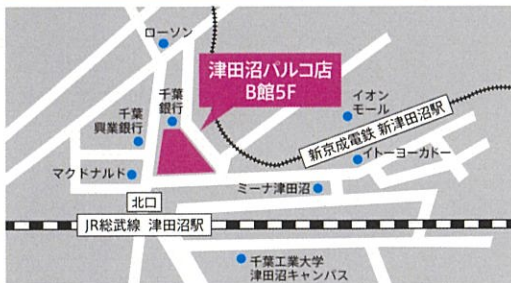 ローソン
津田沼パルコ店
B館5F
千葉
銀行
イオン
モール
千葉
興業銀行
新京成電鉄 新津田沼駅
イトーヨーカドー
マクドナルド
ミーナ津田沼
北口
JR総武線 津田沼駅
千葉工業大学
津田沼キャンパス